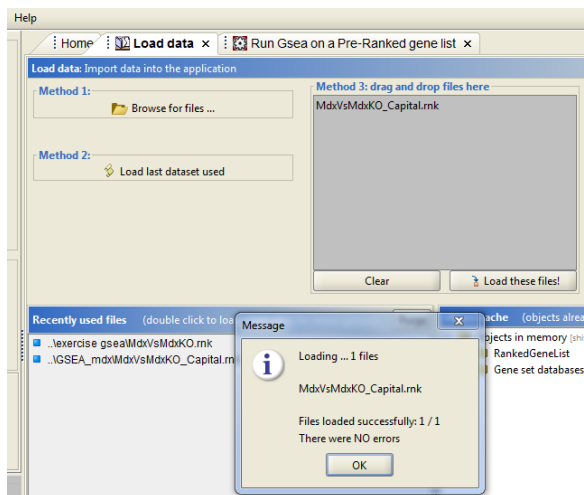 Help
Home
Load data x
Run Gsea on a Pre-Ranked gene list x
Load data: Import data into the application
Method 1:
Browse for files ...
Method 2:
Load last dataset used
Method 3: drag and drop files here
MdxVsMdxKO_Capital.rnk
Clear
Load these files!
Recently used files (double click to loa
..\exercise gsea\MdxVsMdxKO.rnk
..\GSEA_mdx\MdxVsMdxKO_Capital.rn
Message
Loading ... 1 files
MdxVsMdxKO_Capital.rnk
Files loaded successfully: 1 / 1
There were NO errors
OK
ache (objects alrea
bjects in memory [shi
RankedGeneList
Gene set databases